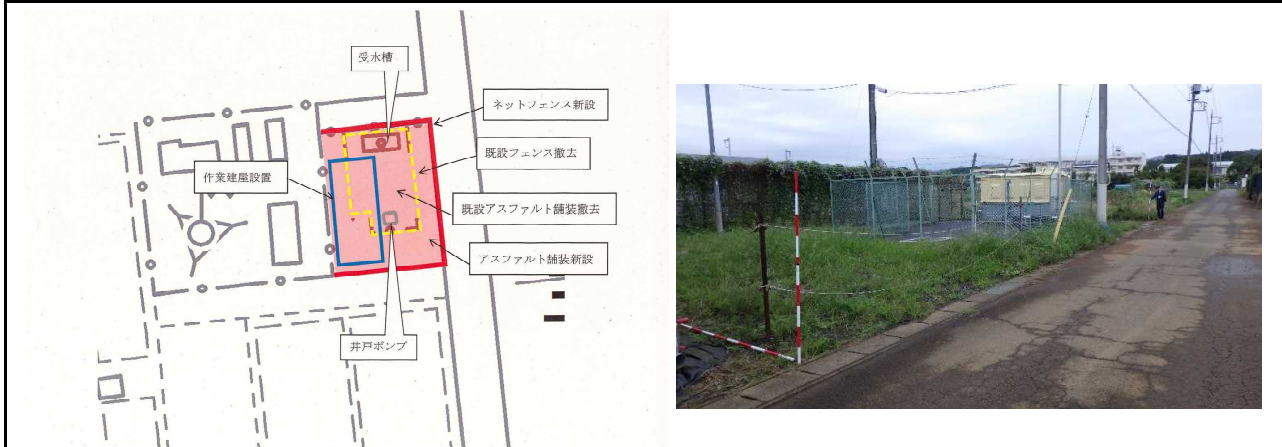 受水槽
ネットフェンス新設
既設フェンス撤去
作業建屋設置
既設アスファルト舗装撤去
アスファルト舗装新設
井戸ポンプ